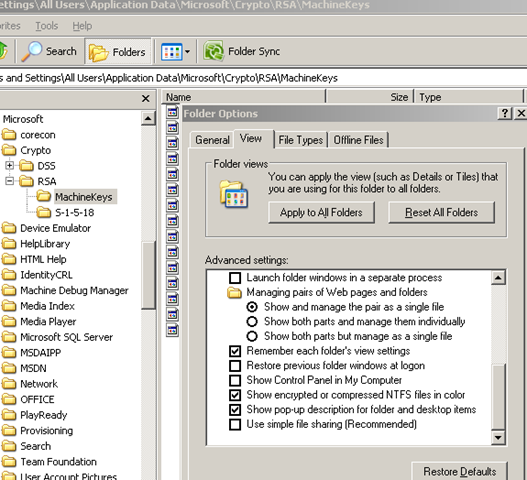 ettings\All Users\Application Data\Microsoft\Crypto\RSA\MachineKeys
orites Tools Help
Search Folders Folder Sync
s and Settings\All Users\Application Data\Microsoft\Crypto\RSA\MachineKeys
Name Size Type
Microsoft
corecon
Crypto
DSS
RSA
MachineKeys
S-1-5-18
Device Emulator
HelpLibrary
HTML Help
IdentityCRL
Machine Debug Manager
Media Index
Media Player
Microsoft SQL Server
MSDAIPP
MSDN
Network
OFFICE
PlayReady
Provisioning
Search
Team Foundation
User Account Pictures
Folder Options
General View File Types Offline Files
Folder views
You can apply the view (such as Details or Tiles) that
you are using for this folder to all folders.
Apply to All Folders Reset All Folders
Advanced settings:
Launch folder windows in a separate process
Managing pairs of Web pages and folders
Show and manage the pair as a single file
Show both parts and manage them individually
Show both parts but manage as a single file
Remember each folder's view settings
Restore previous folder windows at logon
Show Control Panel in My Computer
Show encrypted or compressed NTFS files in color
Show pop-up description for folder and desktop items
Use simple file sharing (Recommended)
Restore Defaults